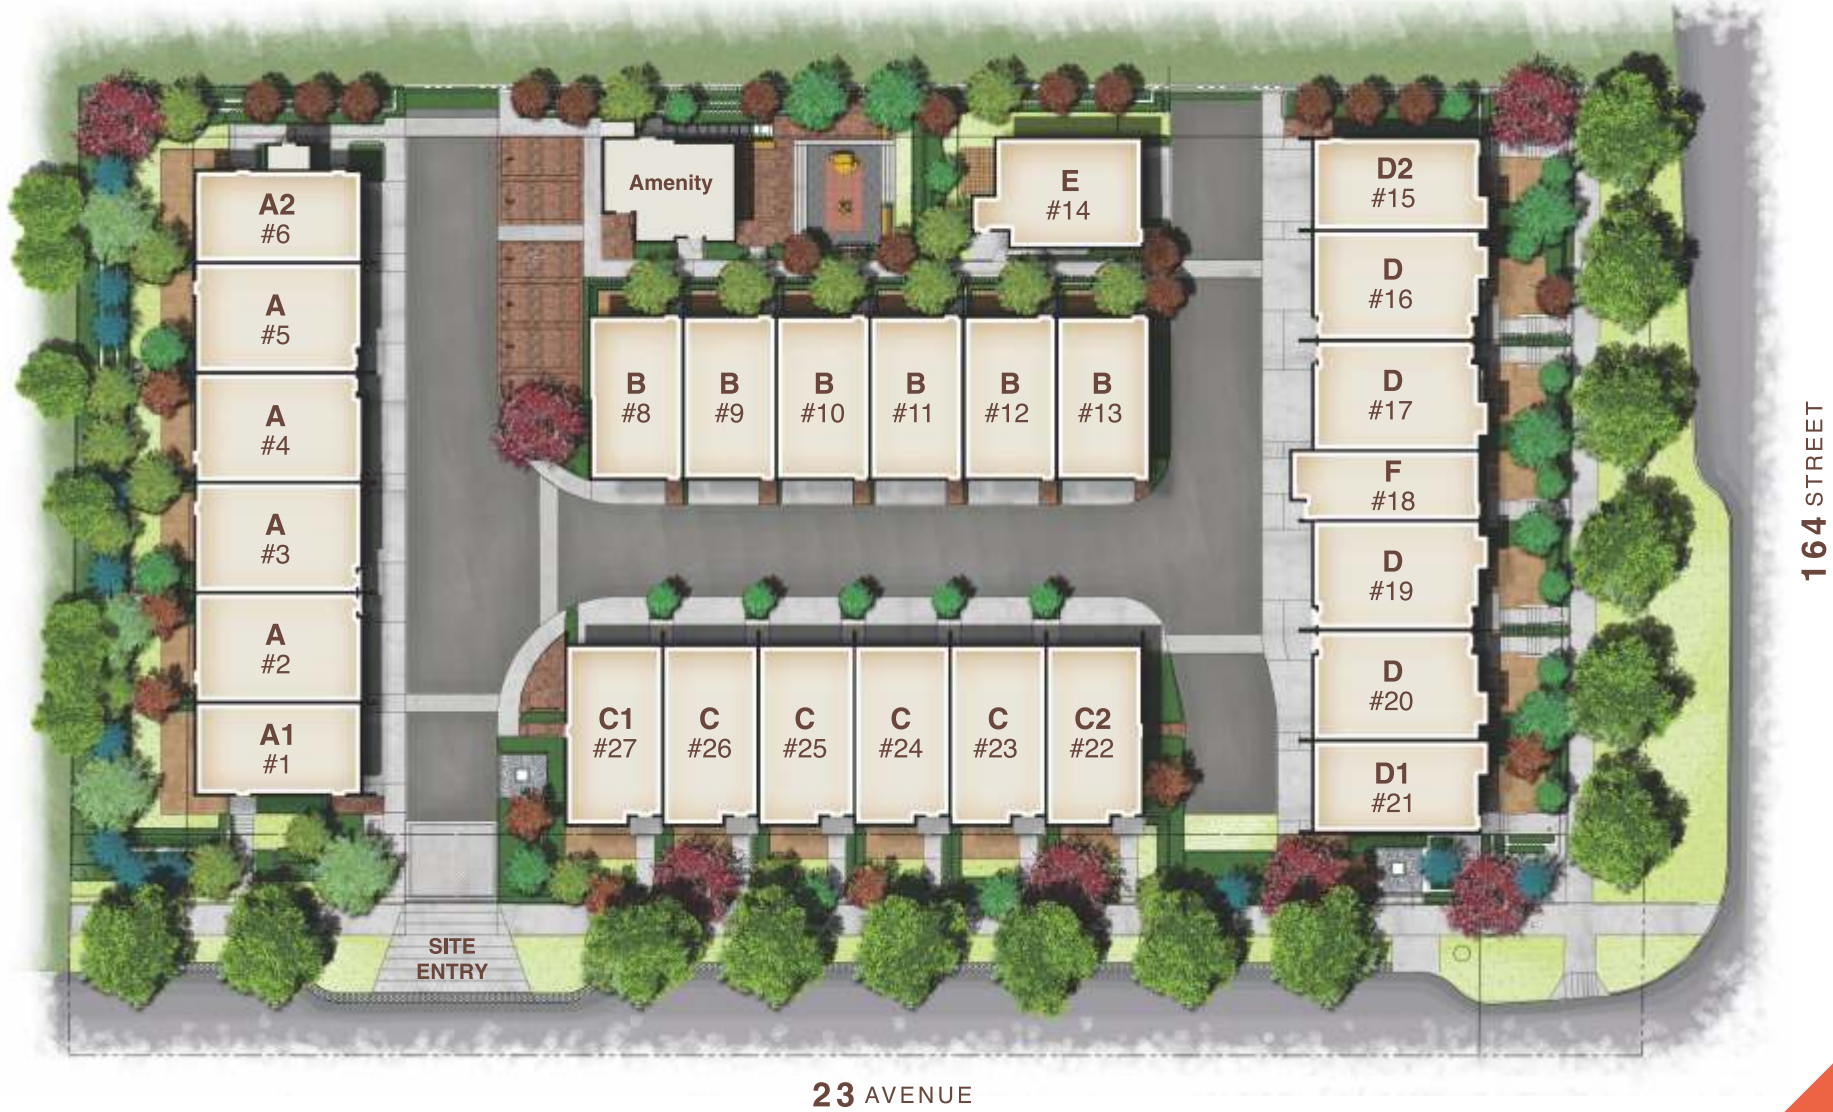 A2
#6
A
#5
A
#4
A
#3
A
#2
A1
#1
Amenity
E
#14
B
#8
B
#9
B
#10
B
#11
B
#12
B
#13
C1
#27
C
#26
C
#25
C
#24
C
#23
C2
#22
D2
#15
D
#16
D
#17
F
#18
D
#19
D
#20
D1
#21
SITE
ENTRY
164 STREET
23 AVENUE